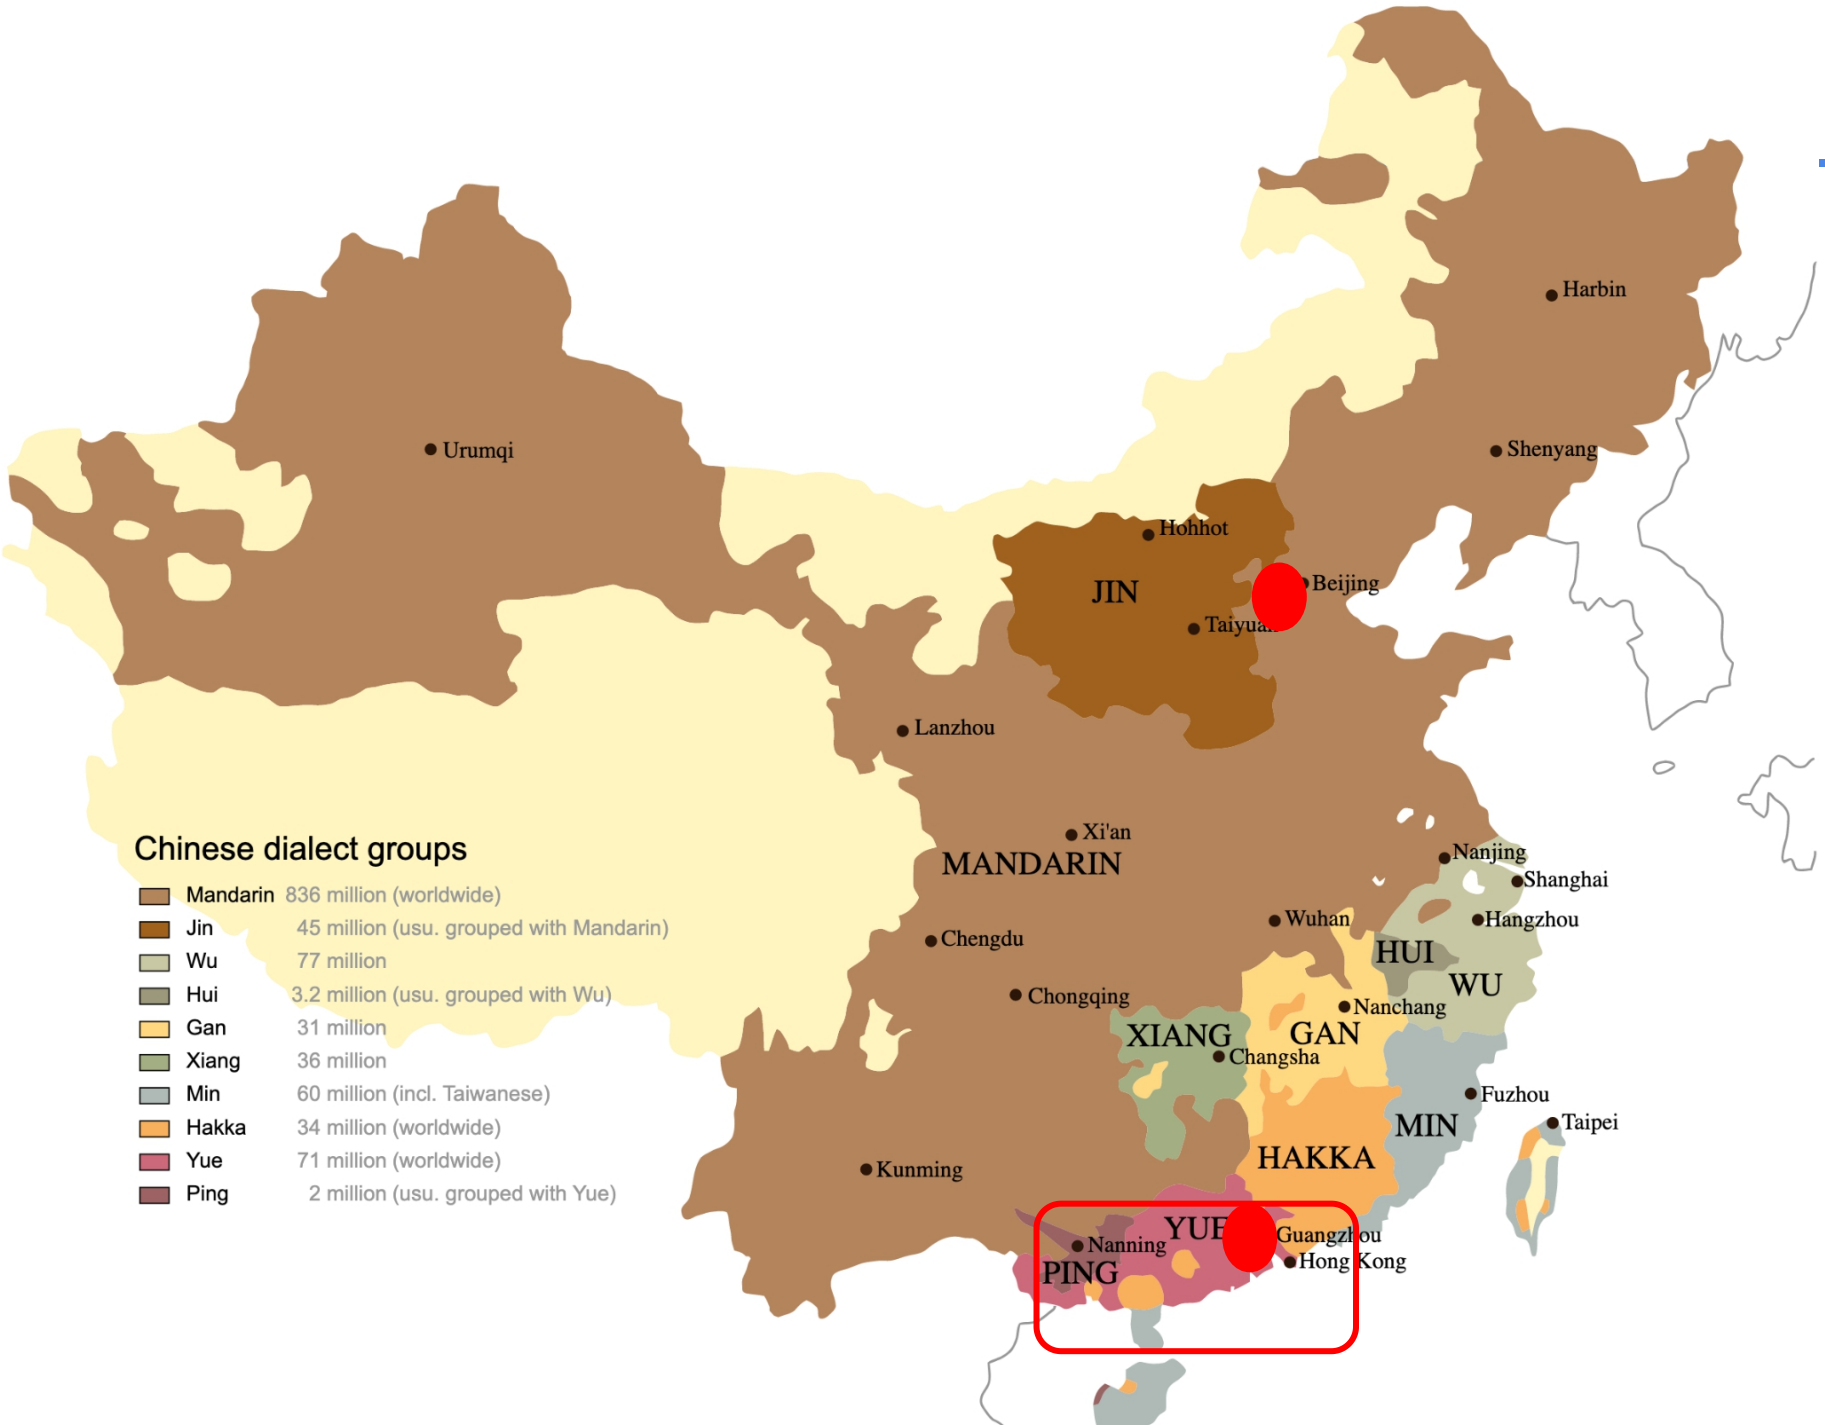 Harbin
Urumqi
Shenyang
Hohhot
Beijing
JIN
Lanzhou
Xi'an
MANDARIN
Nanjing
Shanghai
Wuhan
Hangzhou
Chengdu
HUI
WU
Chongqing
Nanchang
XIANG
GAN
Changsha
Fuzhou
MIN
Taipei
HAKKA
Kunming
Guangzhou
Nanning
Hong Kong
PING
Chinese dialect groups
Mandarin 836 million (worldwide)
Jin 45 million (usu. grouped with Mandarin)
Wu 77 million
Hui 3.2 million (usu. grouped with Wu)
Gan 31 million
Xiang 36 million
Min 60 million (incl. Taiwanese)
Hakka 34 million (worldwide)
Yue 71 million (worldwide)
Ping 2 million (usu. grouped with Yue)
YUE
Taiyuan